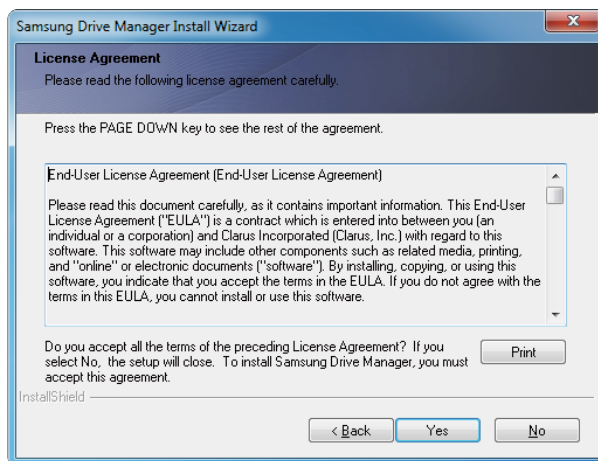 Samsung Drive Manager Install Wizard
License Agreement
Please read the following license agreement carefully.
Press the PAGE DOWN key to see the rest of the agreement.
End-User License Agreement (End-User License Agreement)
Please read this document carefully, as it contains important information. This End-User
License Agreement ("EULA") is a contract which is entered into between you (an
individual or a corporation) and Clarus Incorporated (Clarus, Inc.) with regard to this
software. This software may include other components such as related media, printing,
and "online" or electronic documents ("software"). By installing, copying, or using this
software, you indicate that you accept the terms in the EULA. If you do not agree with the
terms in this EULA, you cannot install or use this software.
Do you accept all the terms of the preceding License Agreement? If you
select No, the setup will close. To install Samsung Drive Manager, you must
accept this agreement.
Print
InstallShield
< Back
Yes
No